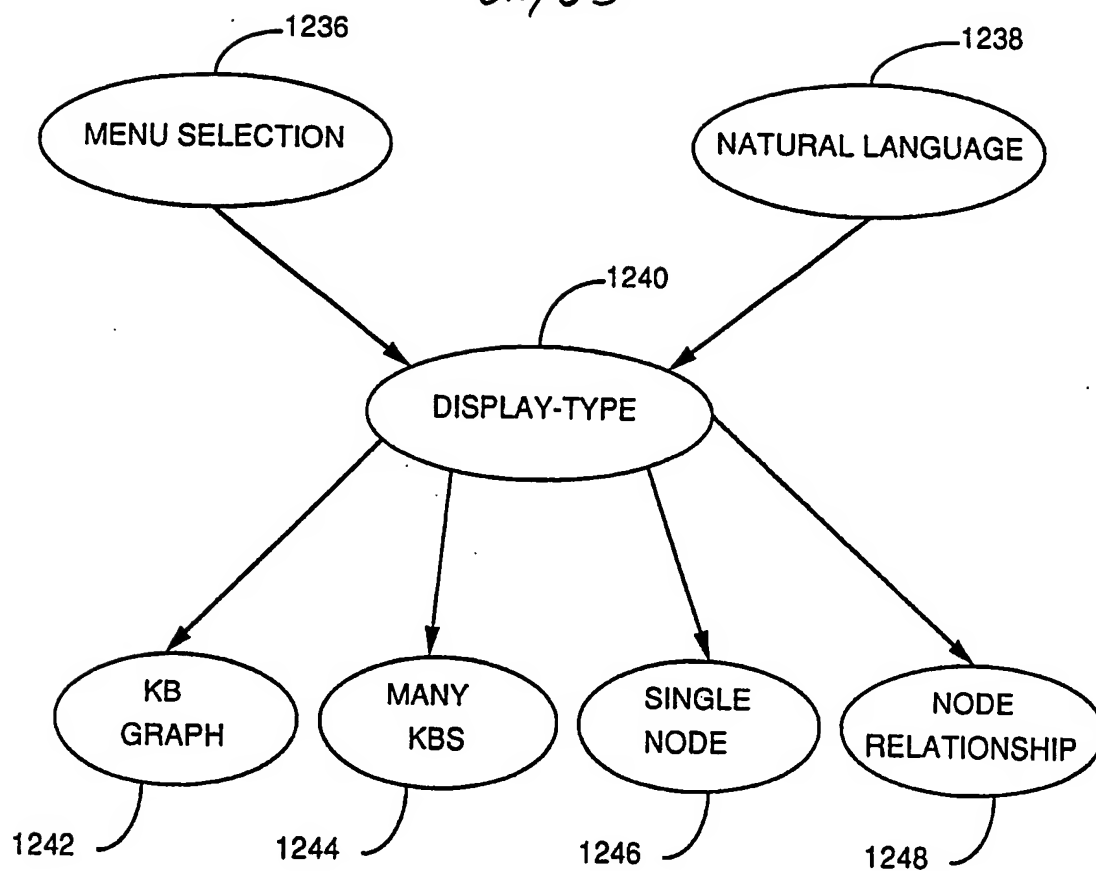 1236
1238
MENU SELECTION
NATURAL LANGUAGE
1240
DISPLAY-TYPE
KB
GRAPH
MANY
KBS
SINGLE
NODE
NODE
RELATIONSHIP
1242
1244
1246
1248